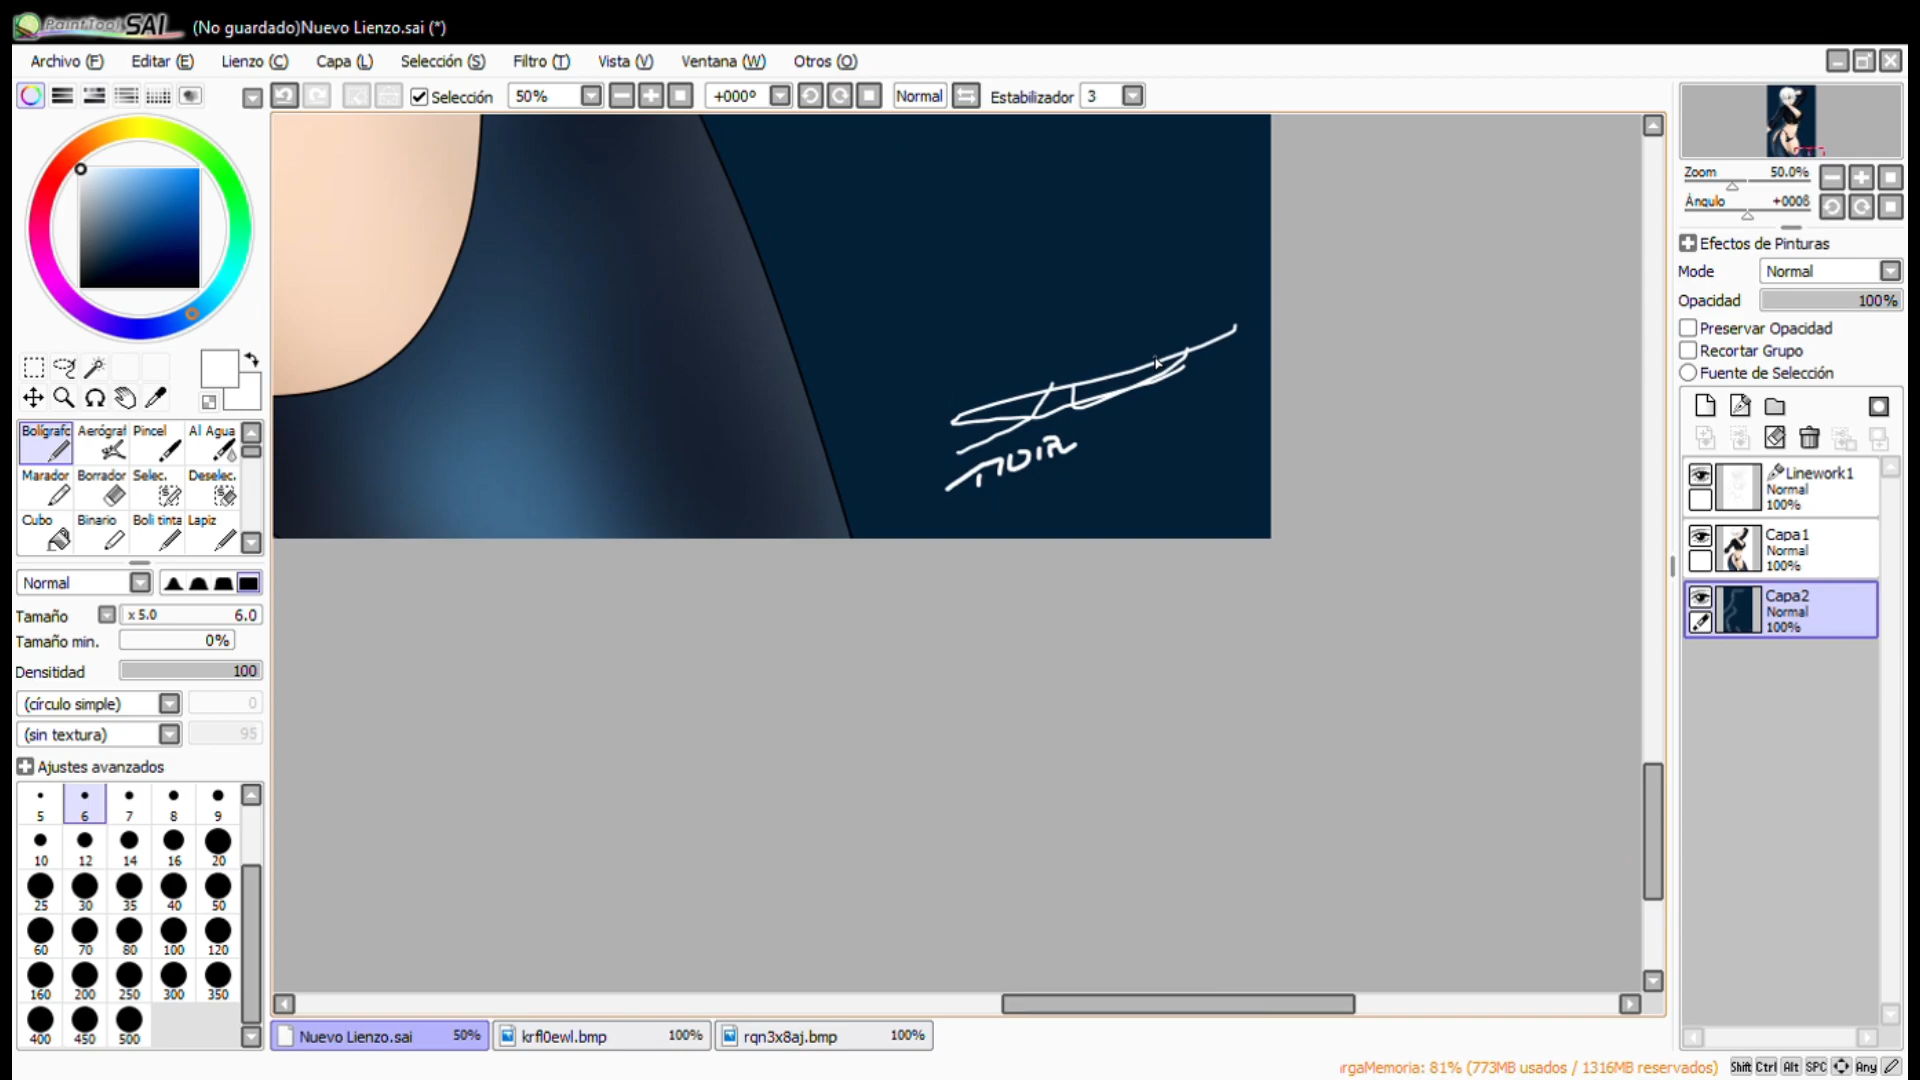 PaintTool SAI (No guardado)Nuevo Lienzo.sai (*)
Archivo (F) Editar (E) Lienzo (C) Capa (L) Selección (S) Filtro (T) Vista (V) Ventana (W) Otros (O)
Selección 50% +000º Normal Estabilizador 3
Zoom 50.0%
Ángulo +000ß
Efectos de Pinturas
Mode Normal
Opacidad 100%
Preservar Opacidad
Recortar Grupo
Fuente de Selección
Bolígrafo Aerógraf Pincel Al Agua
Marador Borrador Selec. Deselec.
Cubo Binario Boli tinta Lapiz
Normal
Tamaño x 5.0 6.0
Tamaño min. 0%
Densitidad 100
(círculo simple) 0
(sin textura) 95
Ajustes avanzados
5 6 7 8 9
10 12 14 16 20
25 30 35 40 50
60 70 80 100 120
160 200 250 300 350
400 450 500
Linework1
Normal
100%
Capa1
Normal
100%
Capa2
Normal
100%
Nuevo Lienzo.sai 50% krfl0ewl.bmp 100% rqn3x8aj.bmp 100%
rgaMemoria: 81% (773MB usados / 1316MB reservados) Shift Ctrl Alt SPC Any